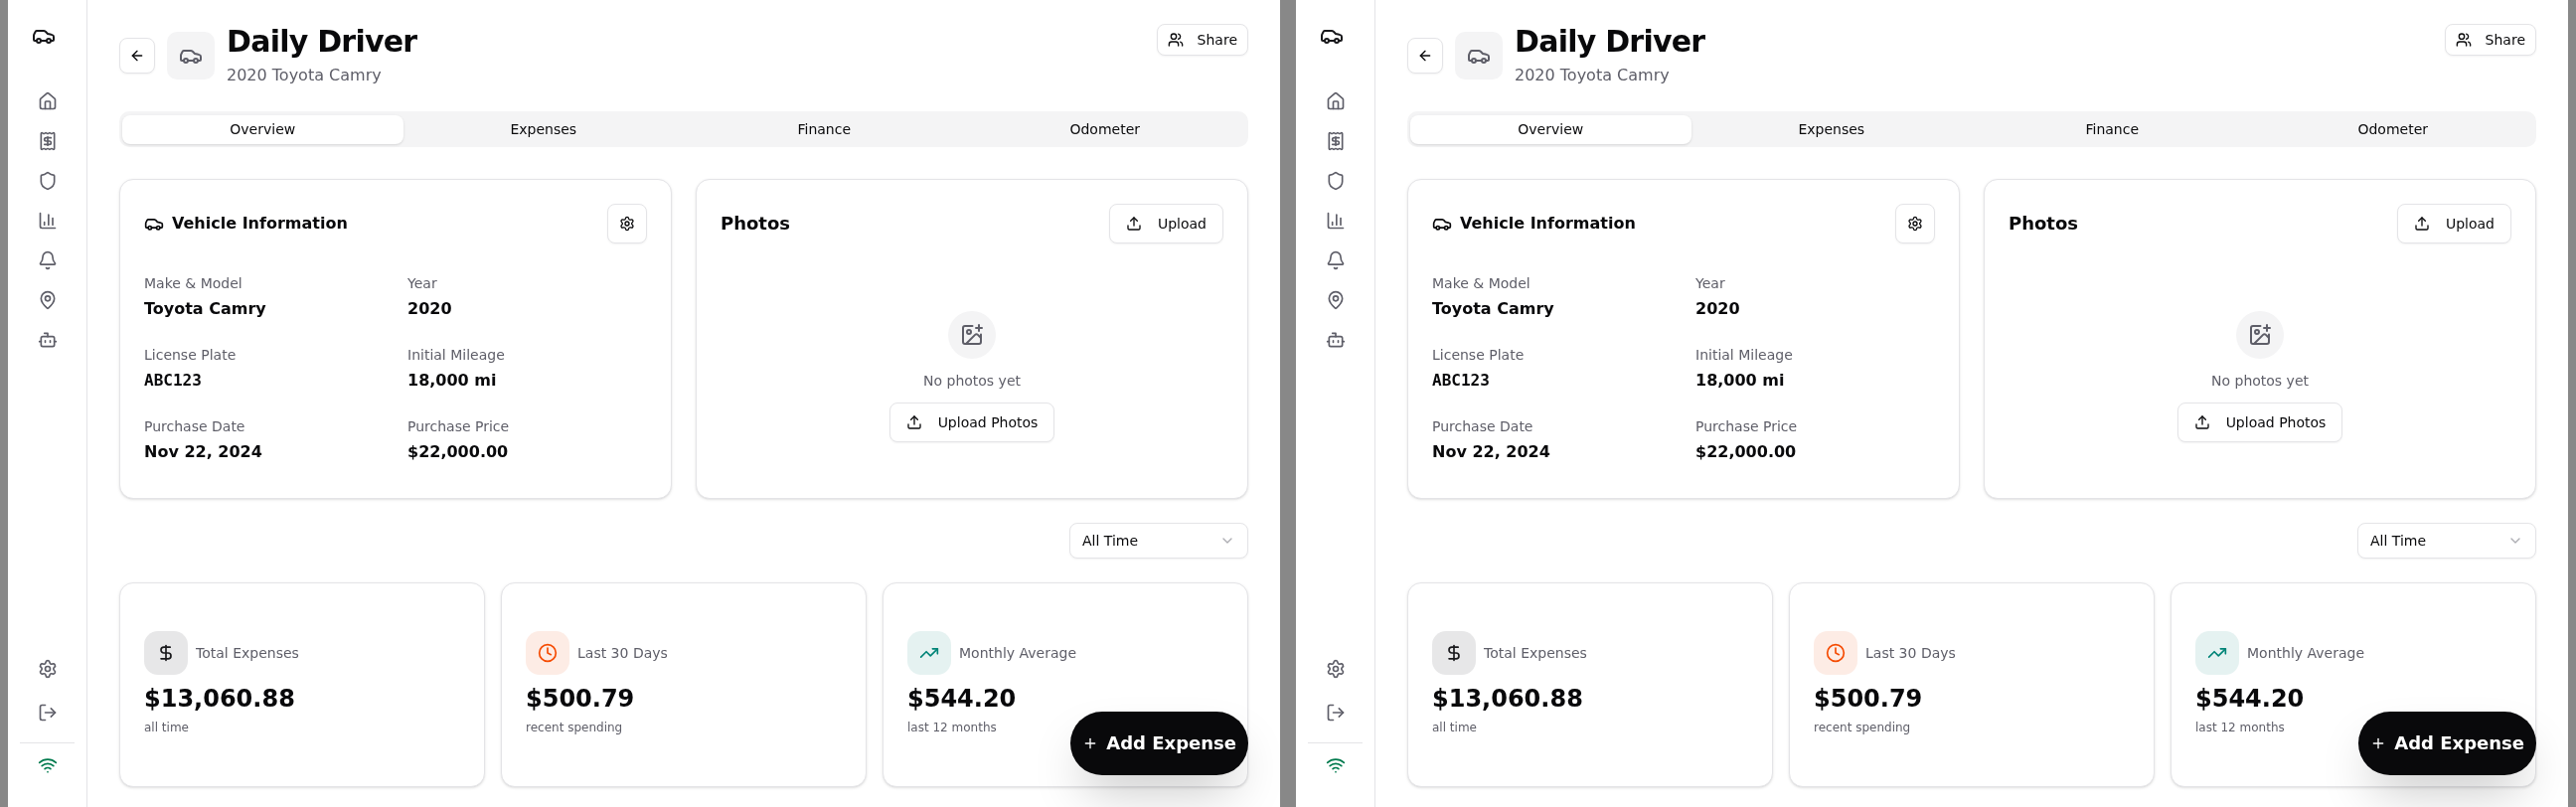 Daily Driver
2020 Toyota Camry
Share
Overview Expenses Finance Odometer
Vehicle Information
Make & Model Year
Toyota Camry 2020
License Plate Initial Mileage
ABC123 18,000 mi
Purchase Date Purchase Price
Nov 22, 2024 $22,000.00
Photos Upload
No photos yet
Upload Photos
All Time
Total Expenses
$13,060.88
all time
Last 30 Days
$500.79
recent spending
Monthly Average
$544.20
last 12 months
+ Add Expense
Daily Driver
2020 Toyota Camry
Share
Overview Expenses Finance Odometer
Vehicle Information
Make & Model Year
Toyota Camry 2020
License Plate Initial Mileage
ABC123 18,000 mi
Purchase Date Purchase Price
Nov 22, 2024 $22,000.00
Photos Upload
No photos yet
Upload Photos
All Time
Total Expenses
$13,060.88
all time
Last 30 Days
$500.79
recent spending
Monthly Average
$544.20
last 12 months
+ Add Expense